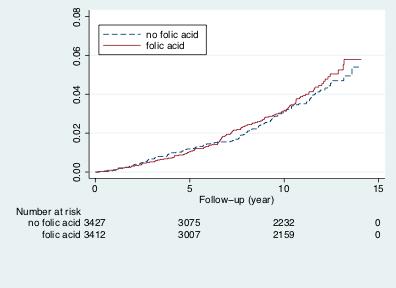 0.08
0.06
0.04
0.02
0.00
no folic acid
folic acid
0 5 10 15
Follow-up (year)
Number at risk
no folic acid 3427 3075 2232 0
folic acid 3412 3007 2159 0